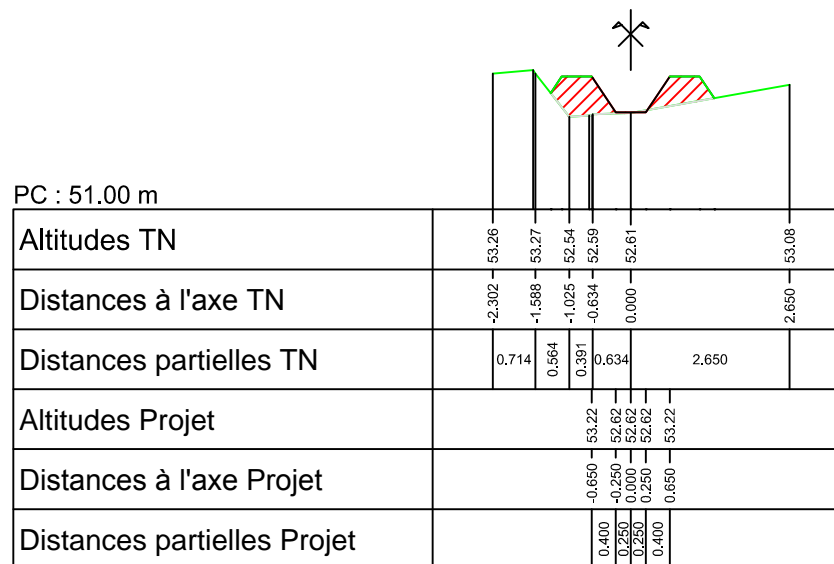 PC : 51.00 m
Altitudes TN
53.26 53.27 52.54 52.59 52.61 53.08
Distances à l'axe TN
-2.302 -1.588 -1.025 -0.634 0.000 2.650
Distances partielles TN
0.714 0.564 0.391 0.634 2.650
Altitudes Projet
53.22 52.62 52.62 52.62 53.22
Distances à l'axe Projet
-0.650 -0.250 0.000 0.250 0.650
Distances partielles Projet
0.400 0.250 0.250 0.400